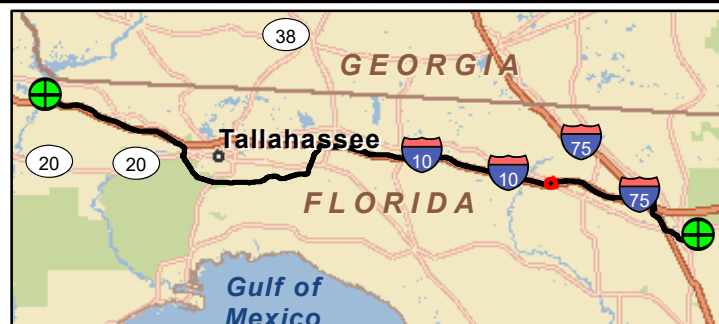 38
GEORGIA
Tallahassee
20
20
10
10
75
75
FLORIDA
Gulf of
Mexico